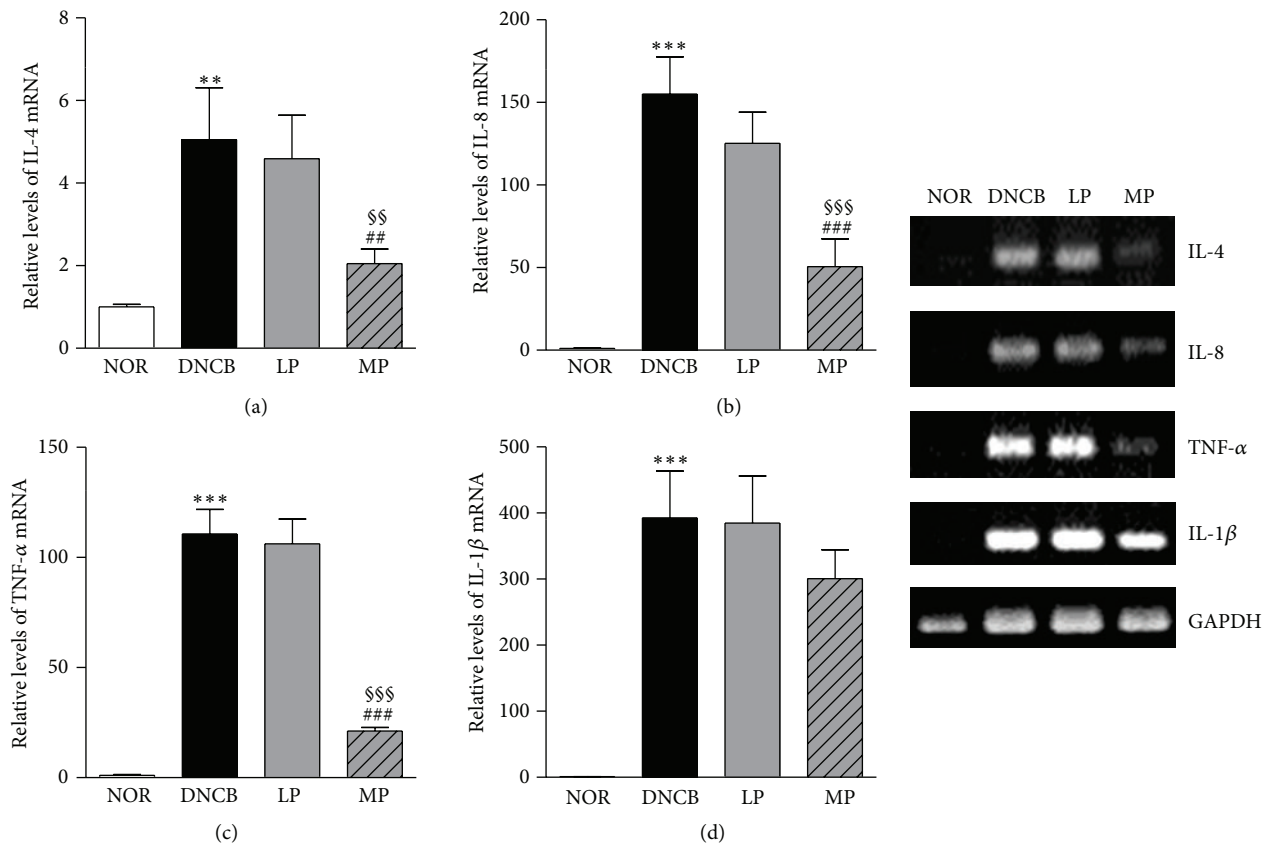 Relative levels of IL-4 mRNA
8
6
4
2
0
**
§§
##
NOR DNCB LP MP
(a)
Relative levels of IL-8 mRNA
200
150
100
50
0
***
§§§
###
NOR DNCB LP MP
(b)
Relative levels of TNF-α mRNA
150
100
50
0
***
§§§
###
NOR DNCB LP MP
(c)
Relative levels of IL-1β mRNA
500
400
300
200
100
0
***
NOR DNCB LP MP
(d)
NOR DNCB LP MP
IL-4
IL-8
TNF-α
IL-1β
GAPDH